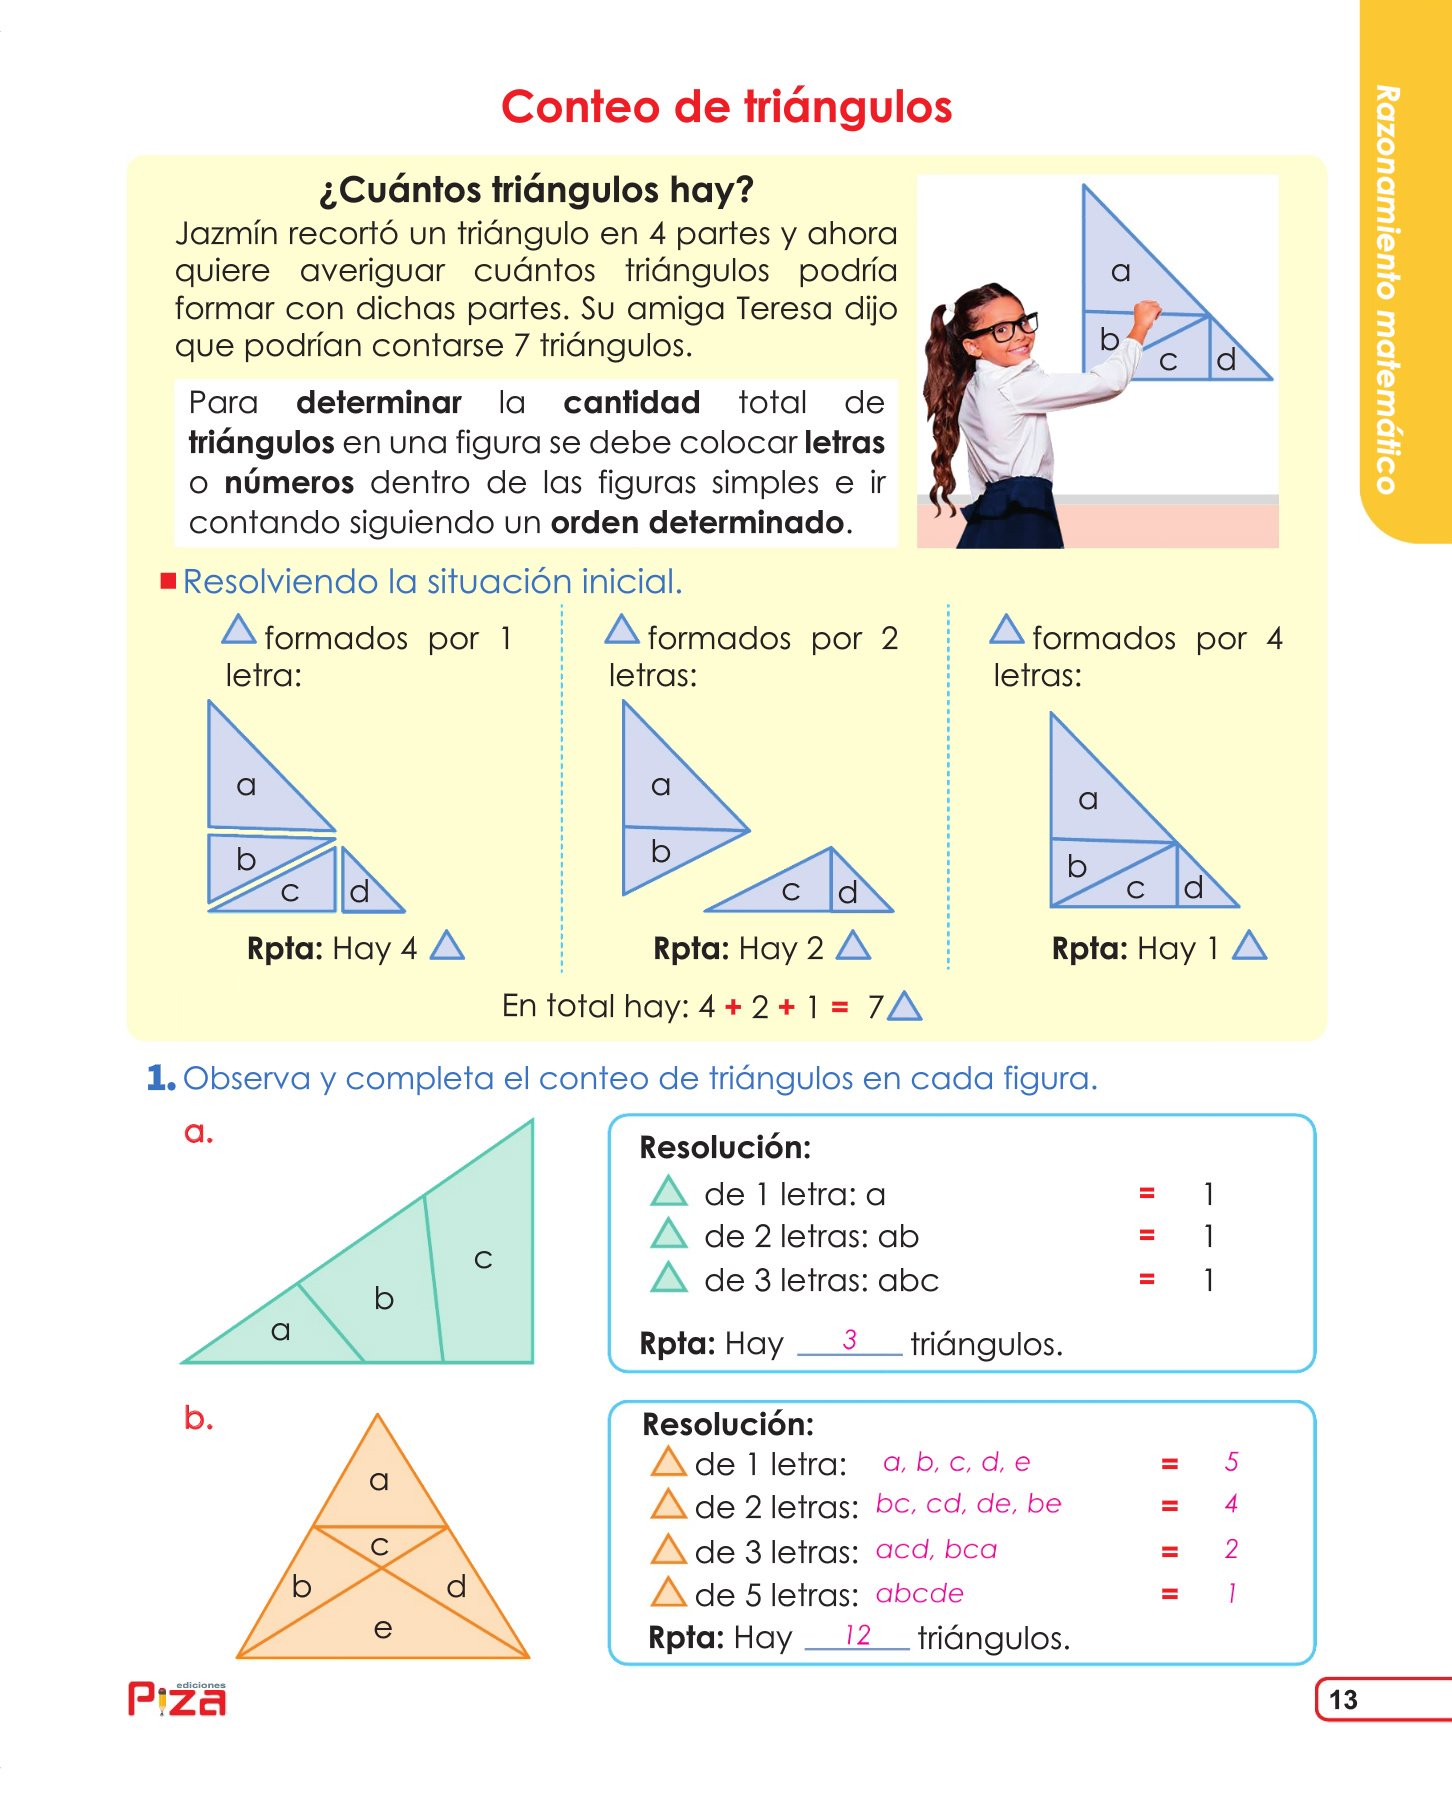 Conteo de triángulos
Razonamiento matemático
¿Cuántos triángulos hay?
Jazmín recortó un triángulo en 4 partes y ahora
quiere averiguar cuántos triángulos podría
formar con dichas partes. Su amiga Teresa dijo
que podrían contarse 7 triángulos.
Para determinar la cantidad total de
triángulos en una figura se debe colocar letras
o números dentro de las figuras simples e ir
contando siguiendo un orden determinado.
a
b
c
d
Resolviendo la situación inicial.
formados por 1
letra:
a
b
c
d
Rpta: Hay 4
formados por 2
letras:
a
b
c
d
Rpta: Hay 2
formados por 4
letras:
a
b
c
d
Rpta: Hay 1
En total hay: 4 + 2 + 1 = 7
1. Observa y completa el conteo de triángulos en cada figura.
a.
a
b
c
Resolución:
de 1 letra: a = 1
de 2 letras: ab = 1
de 3 letras: abc = 1
Rpta: Hay 3 triángulos.
b.
a
c
b
d
e
Resolución:
de 1 letra: a, b, c, d, e = 5
de 2 letras: bc, cd, de, be = 4
de 3 letras: acd, bca = 2
de 5 letras: abcde = 1
Rpta: Hay 12 triángulos.
ediciones
Piza
13